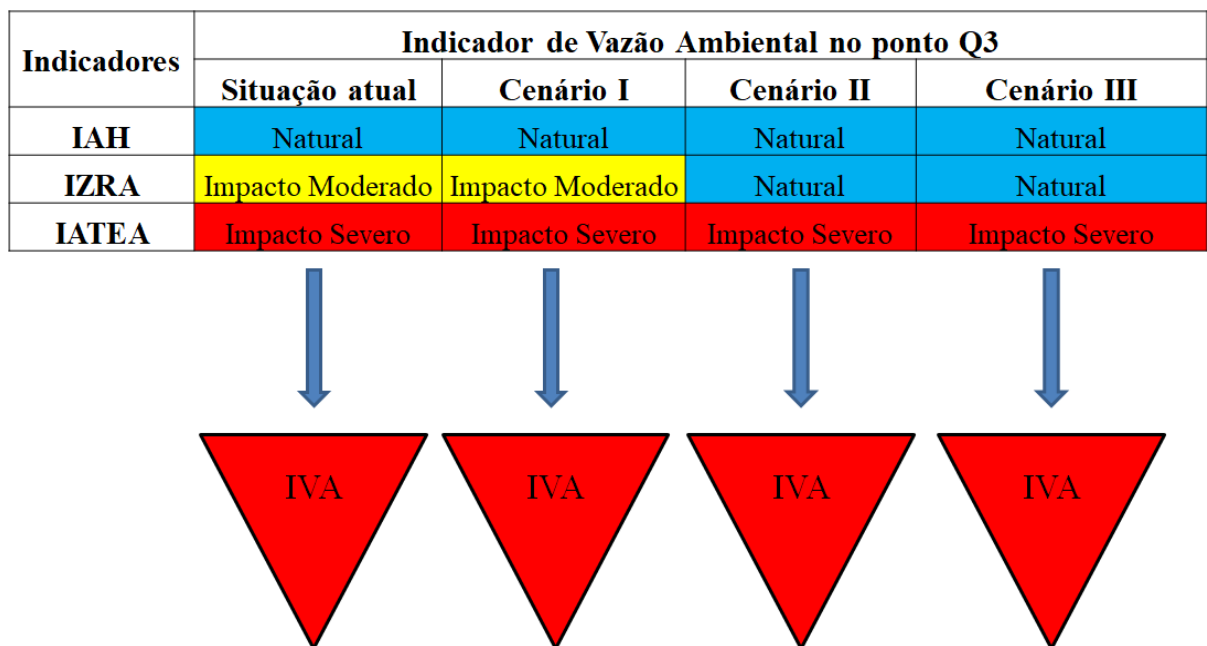 Indicadores
Indicador de Vazão Ambiental no ponto Q3
Situação atual Cenário I Cenário II Cenário III
IAH Natural Natural Natural Natural
IZRA Impacto Moderado Impacto Moderado Natural Natural
IATEA Impacto Severo Impacto Severo Impacto Severo Impacto Severo
IVA IVA IVA IVA